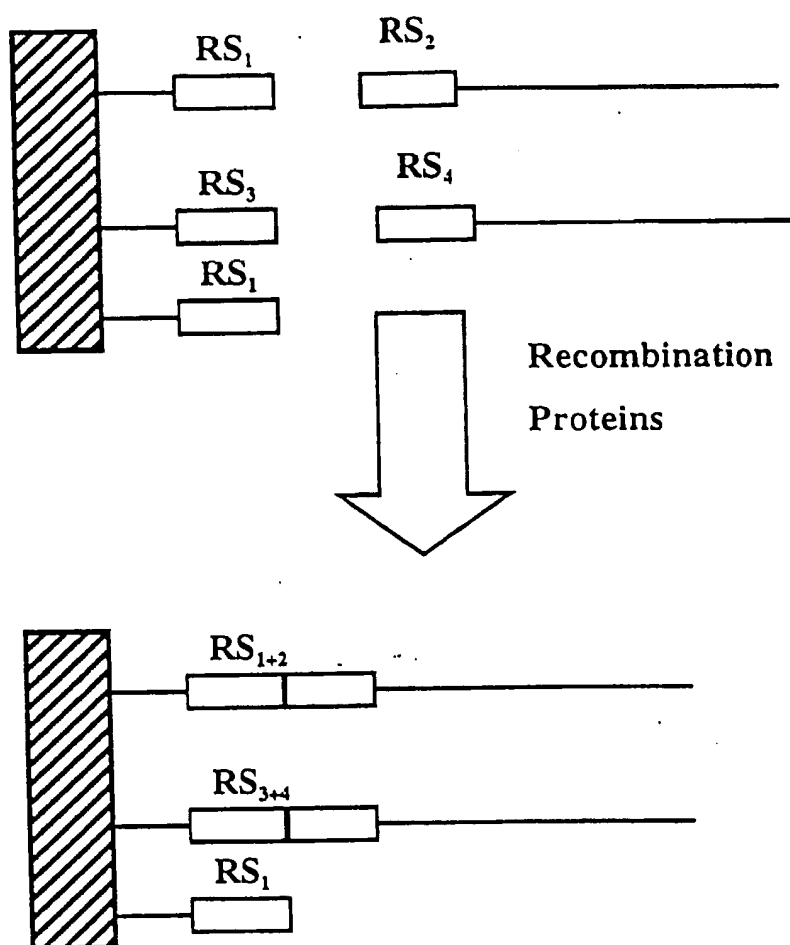 RS₁
RS₂
RS₃
RS₄
RS₁
Recombination
Proteins
RS₁₊₂
RS₃₊₄
RS₁